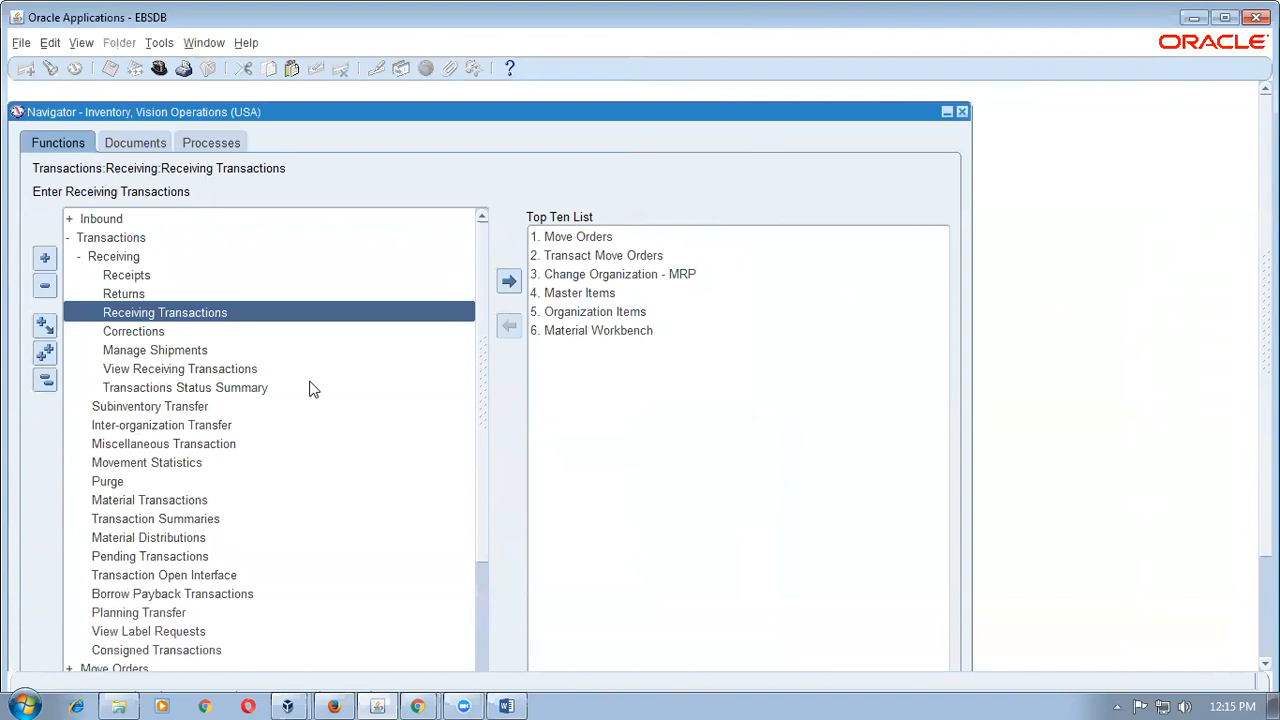 Oracle Applications - EBSDB
File Edit View Folder Tools Window Help
ORACLE
Navigator - Inventory, Vision Operations (USA)
Functions Documents Processes
Transactions:Receiving:Receiving Transactions
Enter Receiving Transactions
Top Ten List
+ Inbound
- Transactions
- Receiving
Receipts
Returns
Receiving Transactions
Corrections
Manage Shipments
View Receiving Transactions
Transactions Status Summary
Subinventory Transfer
Inter-organization Transfer
Miscellaneous Transaction
Movement Statistics
Purge
Material Transactions
Transaction Summaries
Material Distributions
Pending Transactions
Transaction Open Interface
Borrow Payback Transactions
Planning Transfer
View Label Requests
Consigned Transactions
+ Move Orders
1. Move Orders
2. Transact Move Orders
3. Change Organization - MRP
4. Master Items
5. Organization Items
6. Material Workbench
12:15 PM